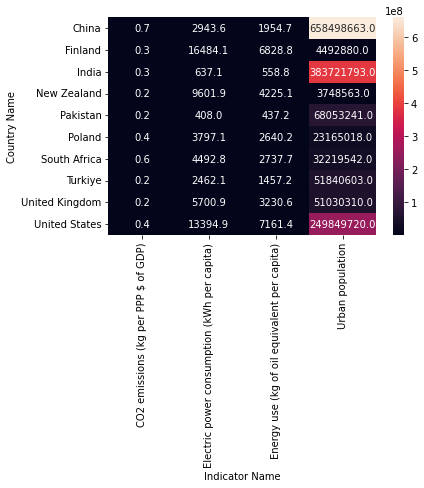 1e8
China 0.7 2943.6 1954.7 658498663.0
Finland 0.3 16484.1 6828.8 4492880.0
India 0.3 637.1 558.8 383721793.0
New Zealand 0.2 9601.9 4225.1 3748563.0
Pakistan 0.2 408.0 437.2 68053241.0
Poland 0.4 3797.1 2640.2 23165018.0
South Africa 0.6 4492.8 2737.7 32219542.0
Turkiye 0.2 2462.1 1457.2 51840603.0
United Kingdom 0.2 5700.9 3230.6 51030310.0
United States 0.4 13394.9 7161.4 249849720.0
Country Name
6
5
4
3
2
1
CO2 emissions (kg per PPP $ of GDP)
Electric power consumption (kWh per capita)
Energy use (kg of oil equivalent per capita)
Urban population
Indicator Name